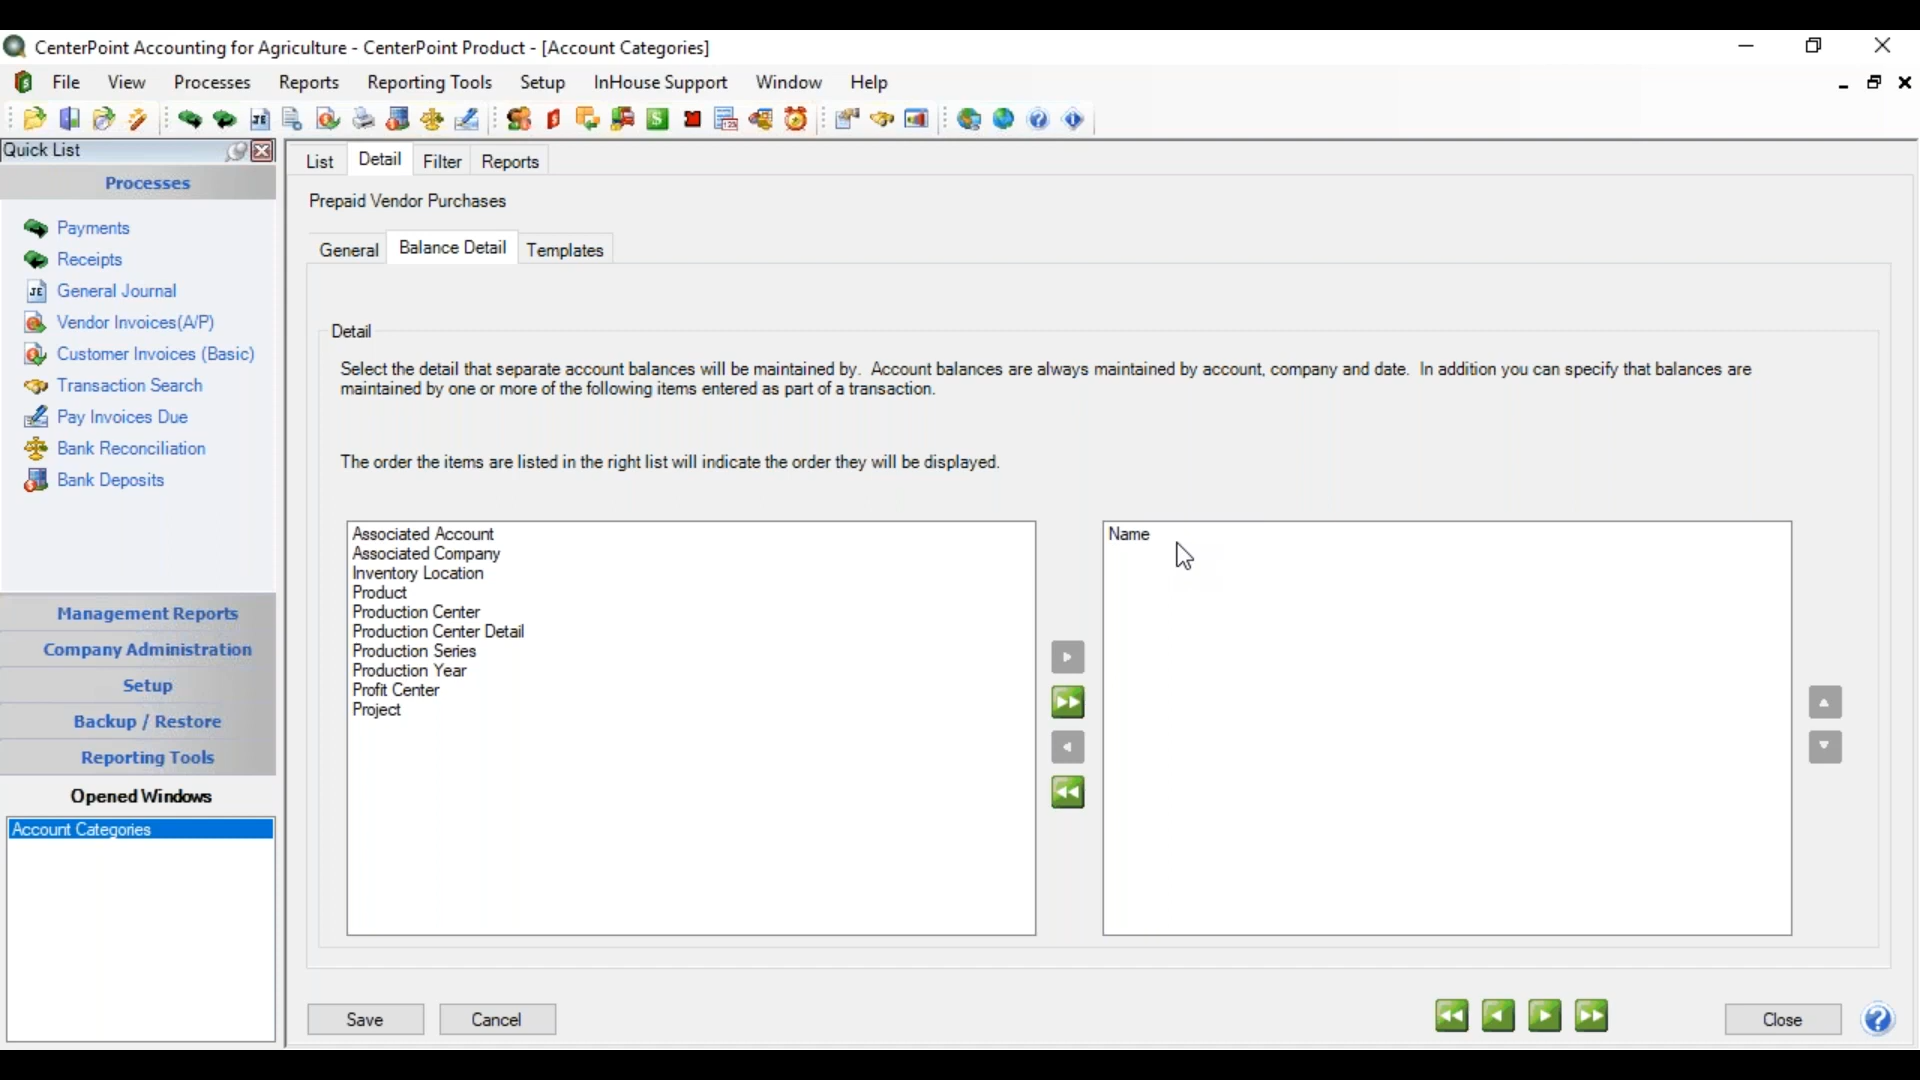 CenterPoint Accounting for Agriculture - CenterPoint Product - [Account Categories]
File View Processes Reports Reporting Tools Setup InHouse Support Window Help
Quick List
Processes
Payments
Receipts
JE General Journal
Vendor Invoices(A/P)
Customer Invoices (Basic)
Transaction Search
Pay Invoices Due
Bank Reconciliation
Bank Deposits
Management Reports
Company Administration
Setup
Backup / Restore
Reporting Tools
Opened Windows
Account Categories
List Detail Filter Reports
Prepaid Vendor Purchases
General Balance Detail Templates
Detail
Select the detail that separate account balances will be maintained by. Account balances are always maintained by account, company and date. In addition you can specify that balances are
maintained by one or more of the following items entered as part of a transaction.
The order the items are listed in the right list will indicate the order they will be displayed.
Associated Account
Associated Company
Inventory Location
Product
Production Center
Production Center Detail
Production Series
Production Year
Profit Center
Project
Name
Save Cancel Close